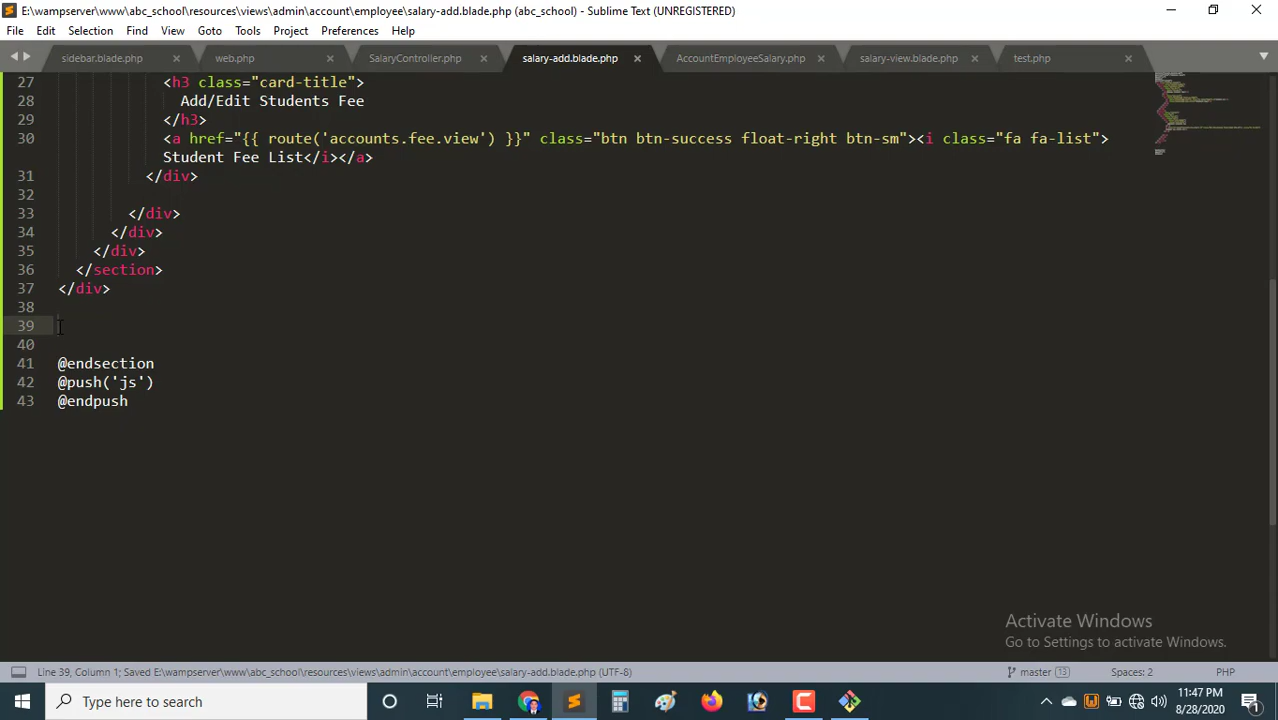 E:\wampserver\www\abc_school\resources\views\admin\account\employee\salary-add.blade.php (abc_school) - Sublime Text (UNREGISTERED)
File Edit Selection Find View Goto Tools Project Preferences Help
sidebar.blade.php web.php SalaryController.php salary-add.blade.php AccountEmployeeSalary.php salary-view.blade.php test.php
27 <h3 class="card-title">
28 Add/Edit Students Fee
29 </h3>
30 <a href="{{ route('accounts.fee.view') }}" class="btn btn-success float-right btn-sm"><i class="fa fa-list">
Student Fee List</i></a>
31 </div>
32
33 </div>
34 </div>
35 </div>
36 </section>
37 </div>
38
39
40
41 @endsection
42 @push('js')
43 @endpush
Activate Windows
Go to Settings to activate Windows.
Line 39, Column 1; Saved E:\wampserver\www\abc_school\resources\views\admin\account\employee\salary-add.blade.php (UTF-8) master 13 Spaces: 2 PHP
Type here to search
11:47 PM
8/28/2020
1